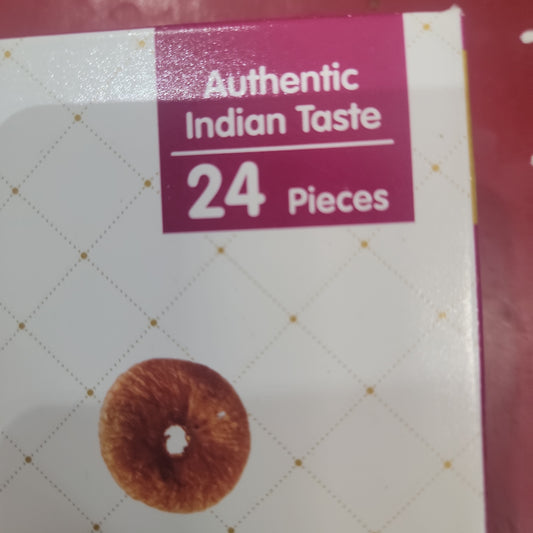 Authentic
Indian Taste
24 Pieces